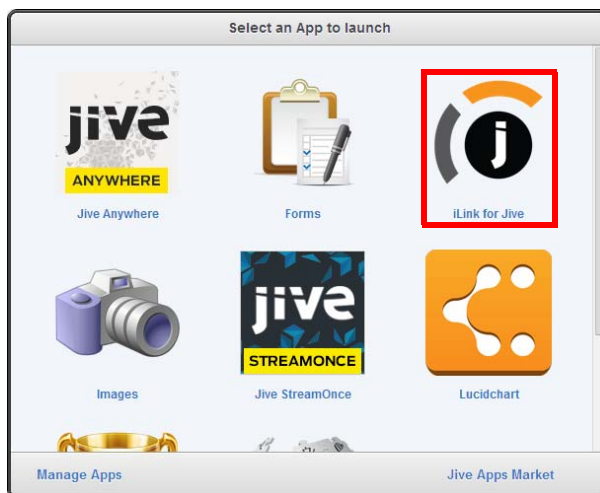 Select an App to launch
jive
ANYWHERE
j
Jive Anywhere
Forms
iLink for Jive
jive
STREAMONCE
Images
Jive StreamOnce
Lucidchart
Manage Apps
Jive Apps Market